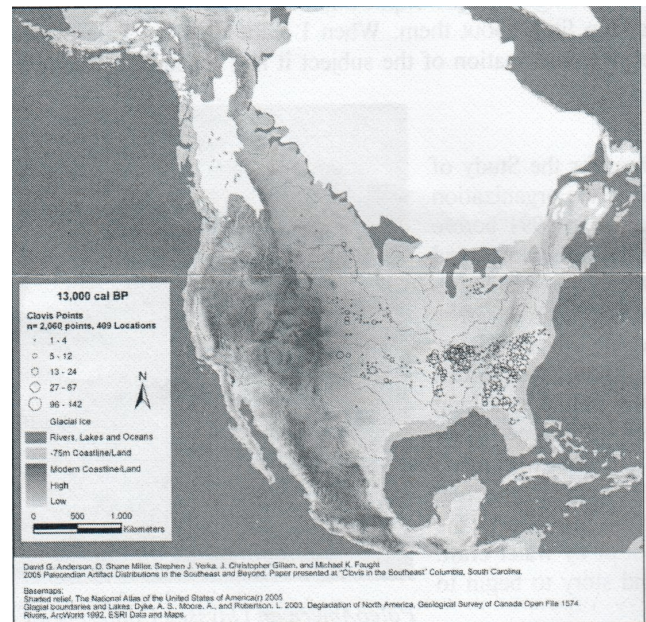 13,000 cal BP
Clovis Points
n= 2,060 points, 409 Locations
1 - 4
5 - 12
13 - 24
27 - 67
96 - 142
N
Glacial Ice
Rivers, Lakes and Oceans
-75m Coastline/Land
Modern Coastline/Land
High
Low
0 500 1,000
Kilometers
David G. Anderson, D. Shane Miller, Stephen J. Yerka, J. Christopher Gillam, and Michael K. Faught
2005 Paleoindian Artifact Distributions in the Southeast and Beyond. Paper presented at "Clovis in the Southeast" Columbia, South Carolina.
Basemaps:
Shaded relief, The National Atlas of the United States of America(r) 2005
Glacial boundaries and Lakes, Dyke, A. S., Moore, A., and Robertson, L. 2003. Deglaciation of North America, Geological Survey of Canada Open File 1574.
Rivers, ArcWorld 1992, ESRI Data and Maps.